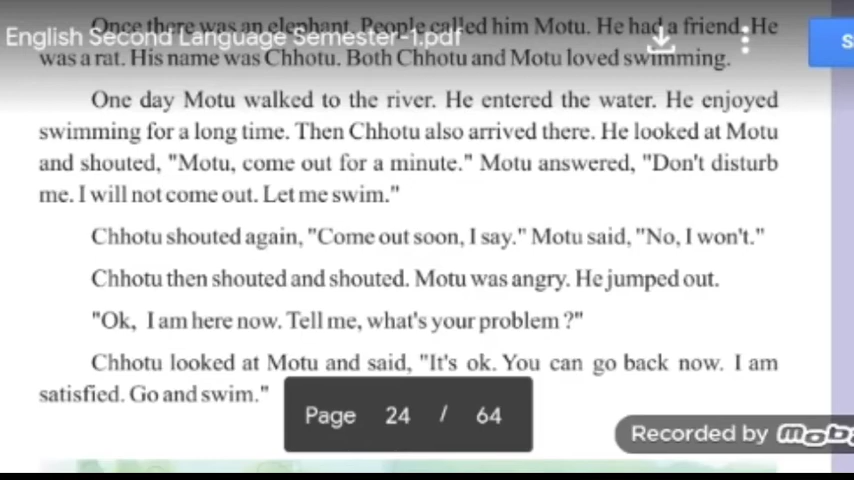 Once there was an elephant. People called him Motu. He had a friend. He
English Second Language Semester-1.pdf
was a rat. His name was Chhotu. Both Chhotu and Motu loved swimming.
One day Motu walked to the river. He entered the water. He enjoyed
swimming for a long time. Then Chhotu also arrived there. He looked at Motu
and shouted, "Motu, come out for a minute." Motu answered, "Don't disturb
me. I will not come out. Let me swim."
Chhotu shouted again, "Come out soon, I say." Motu said, "No, I won't."
Chhotu then shouted and shouted. Motu was angry. He jumped out.
"Ok, I am here now. Tell me, what's your problem ?"
Chhotu looked at Motu and said, "It's ok. You can go back now. I am
satisfied. Go and swim."
Page 24 / 64
Recorded by